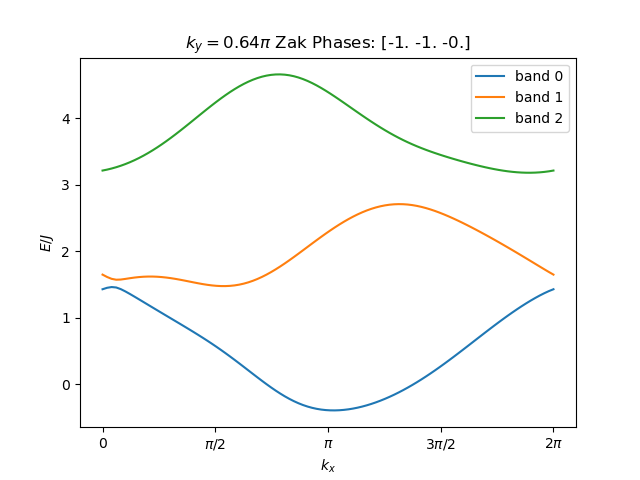 k_y = 0.64π Zak Phases: [-1. -1. -0.]
band 0
band 1
band 2
E/J
4
3
2
1
0
0 π/2 π 3π/2 2π
k_x